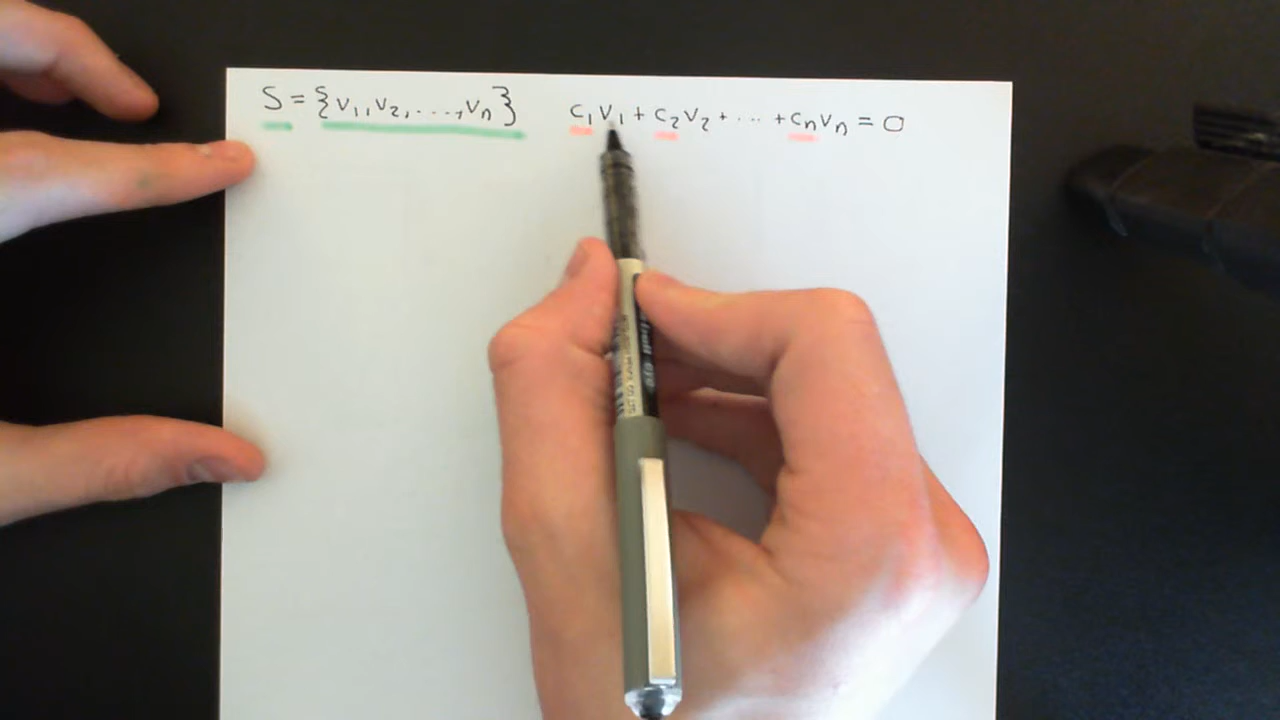 S = {v₁, v₂, ...., vₙ} c₁v₁ + c₂v₂ + ... + cₙvₙ = 0